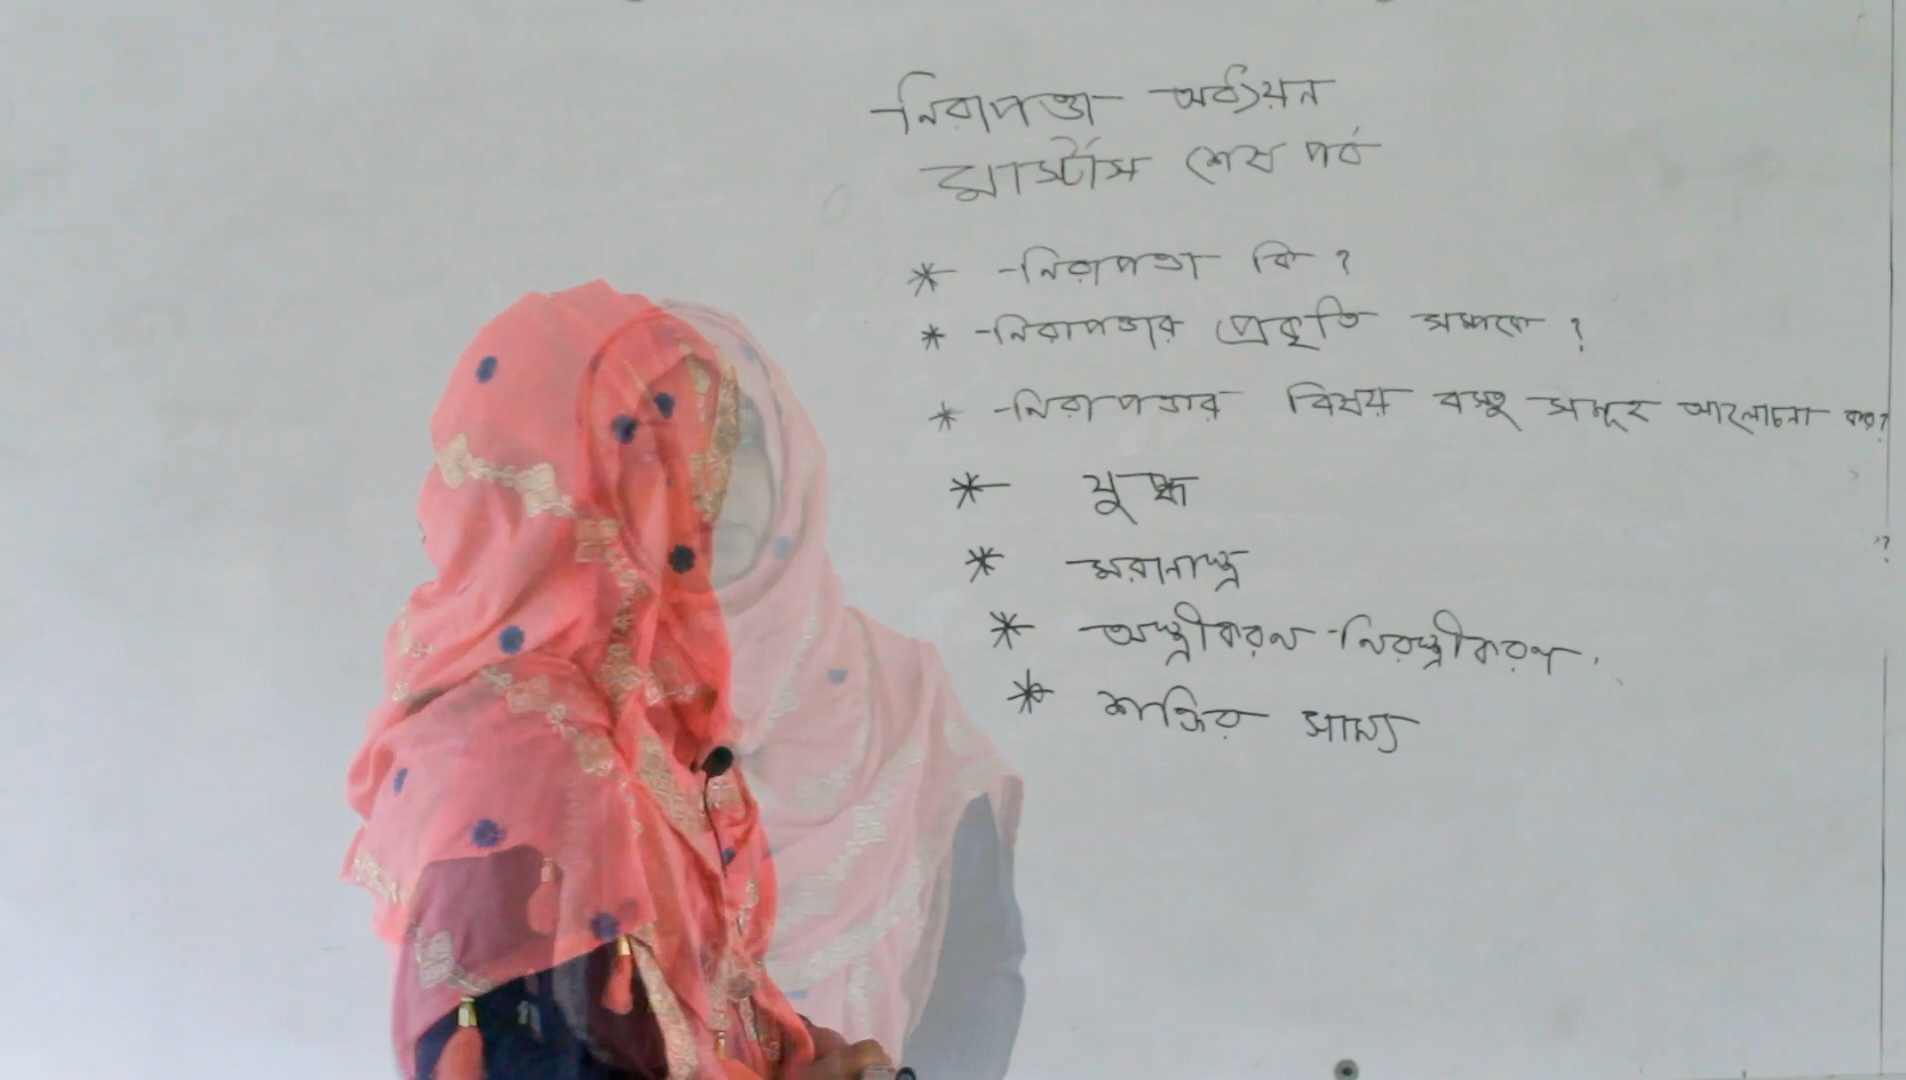 নিরাপত্তা অধ্যয়ন
মাস্টার্স শেষ পর্ব
* নিরাপত্তা কি ?
* নিরাপত্তার প্রকৃতি সম্পর্কে ?
* নিরাপত্তার বিষয় বস্তু সমূহ আলোচনা কর?
* যুদ্ধ
* মরানাস্ত্র
* অস্ত্রীকরণ নিরস্ত্রীকরণ.
* শক্তির সাম্য